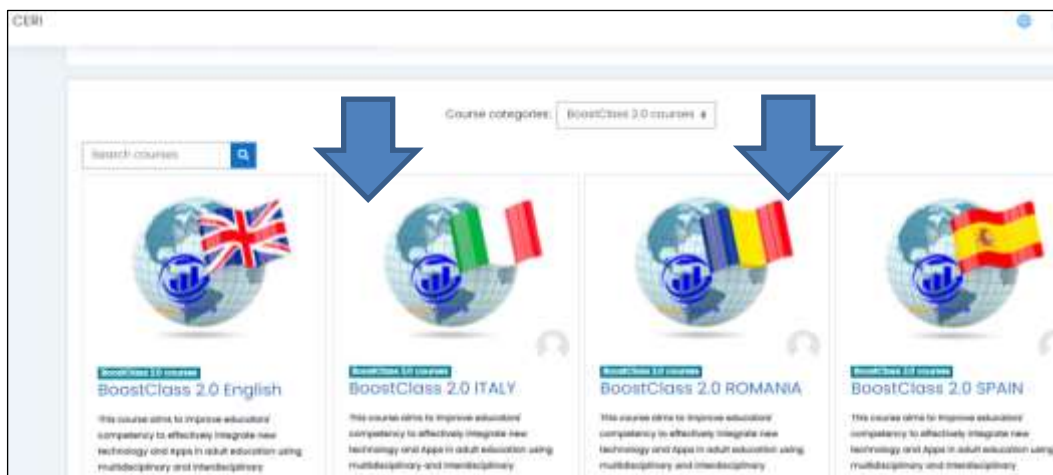 CERI
Course categories: BoostClass 2.0 courses
Search courses
BoostClass 2.0 courses
BoostClass 2.0 English
This course aims to improve educators'
competency to effectively integrate new
technology and Apps in adult education using
multidisciplinary and interdisciplinary
BoostClass 2.0 courses
BoostClass 2.0 ITALY
This course aims to improve educators'
competency to effectively integrate new
technology and Apps in adult education using
multidisciplinary and interdisciplinary
BoostClass 2.0 courses
BoostClass 2.0 ROMANIA
This course aims to improve educators'
competency to effectively integrate new
technology and Apps in adult education using
multidisciplinary and interdisciplinary
BoostClass 2.0 courses
BoostClass 2.0 SPAIN
This course aims to improve educators'
competency to effectively integrate new
technology and Apps in adult education using
multidisciplinary and interdisciplinary